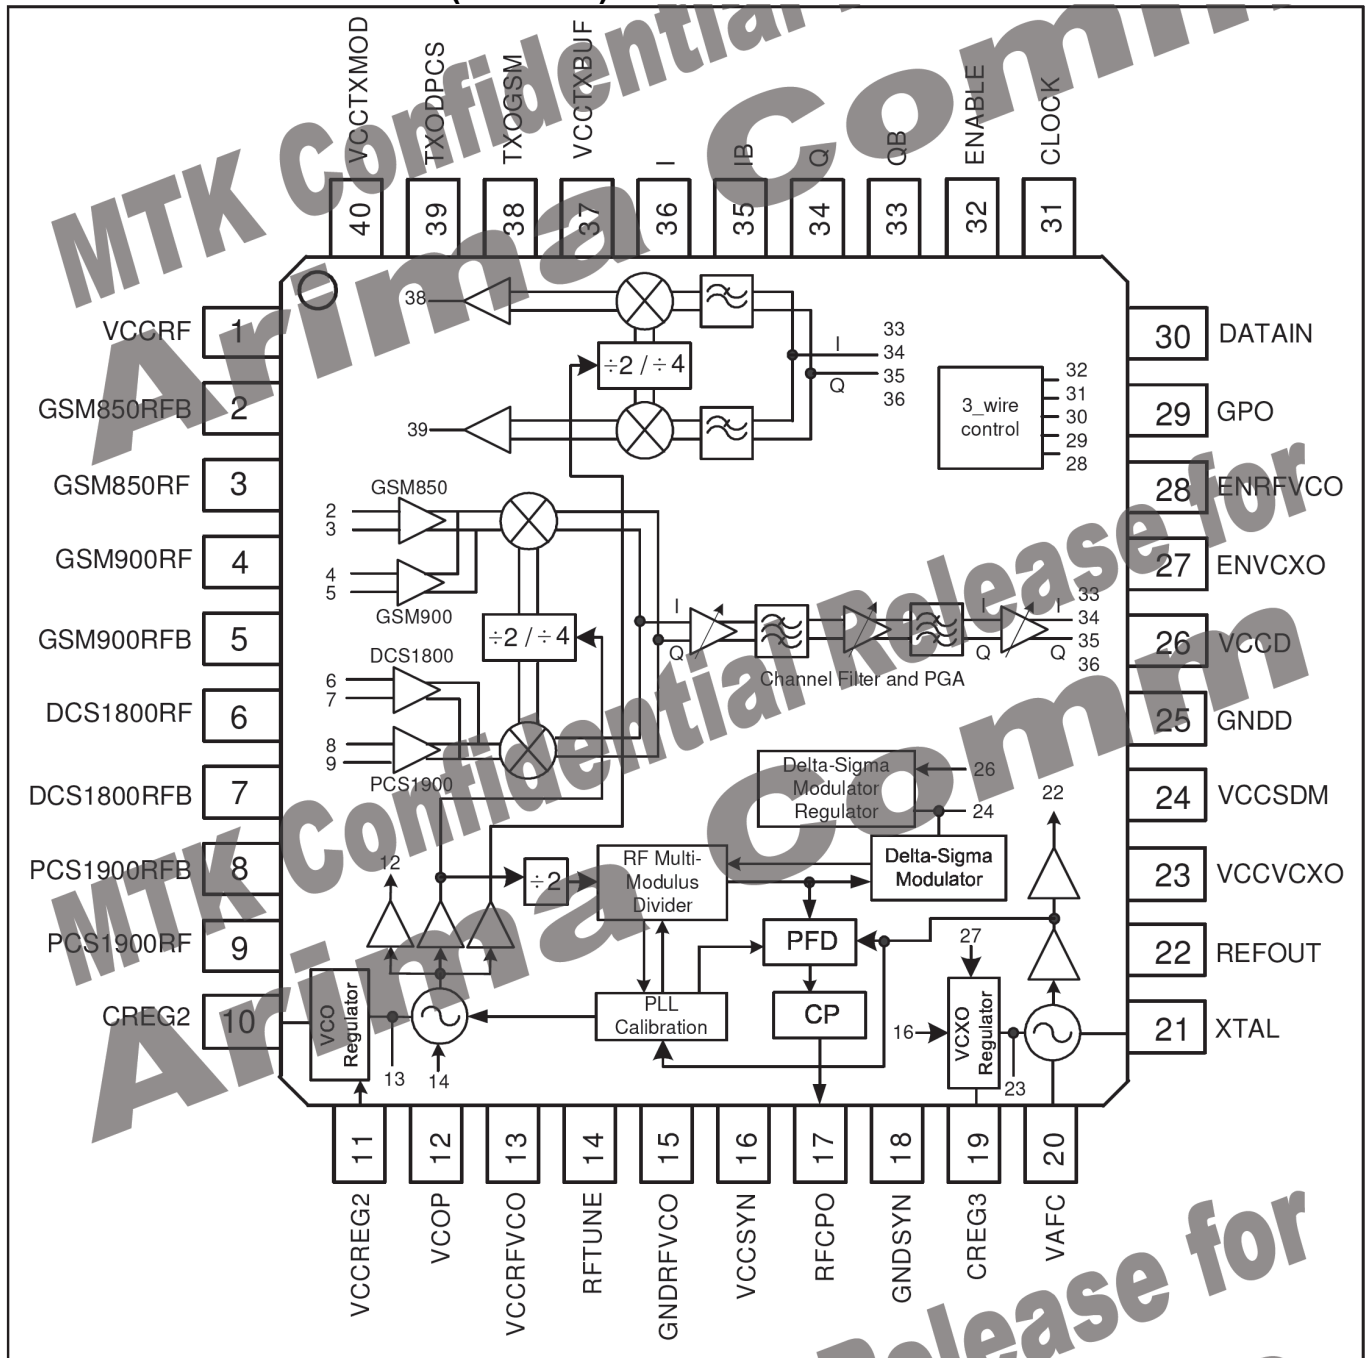 MTK Confidential
Arima Comm
VCCTXMOD
TXODPCS
TXOGSM
VCCTXBUF
I
IB
Q
QB
ENABLE
CLOCK
40
39
38
37
36
35
34
33
32
31
VCCRF 1
GSM850RFB 2
GSM850RF 3
GSM900RF 4
GSM900RFB 5
DCS1800RF 6
DCS1800RFB 7
PCS1900RFB 8
PCS1900RF 9
CREG2 10
30 DATAIN
29 GPO
28 ENRFVCO
27 ENVCXO
26 VCCD
25 GNDD
24 VCCSDM
23 VCCVCXO
22 REFOUT
21 XTAL
38
÷2 / ÷4
39
I
Q
33
34
35
36
3_wire
control
32
31
30
29
28
GSM850
2
3
4
5
GSM900
÷2 / ÷4
DCS1800
6
7
8
9
PCS1900
I
Q
I
Q
I
Q
33
34
35
36
Channel Filter and PGA
MTK Confidential Release for
Arima Comm
Delta-Sigma
Modulator
Regulator
26
24
22
12
÷2
RF Multi-
Modulus
Divider
Delta-Sigma
Modulator
PFD
27
CP
PLL
Calibration
VCO
Regulator
13
14
16
VCXO
Regulator
23
11
12
13
14
15
16
17
18
19
20
VCCREG2
VCOP
VCCRFVCO
RFTUNE
GNDRFVCO
VCCSYN
RFCPO
GNDSYN
CREG3
VAFC
Release for